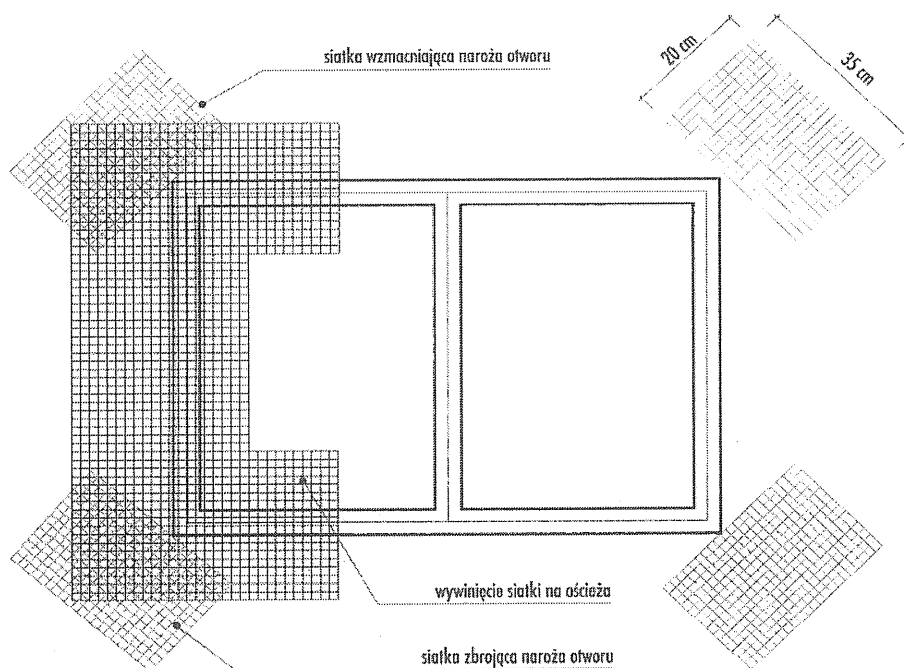 siatka wzmacniająca naroża otworu
20 cm
35 cm
wywinięcie siatki na ościeża
siatka zbrojąca naroża otworu